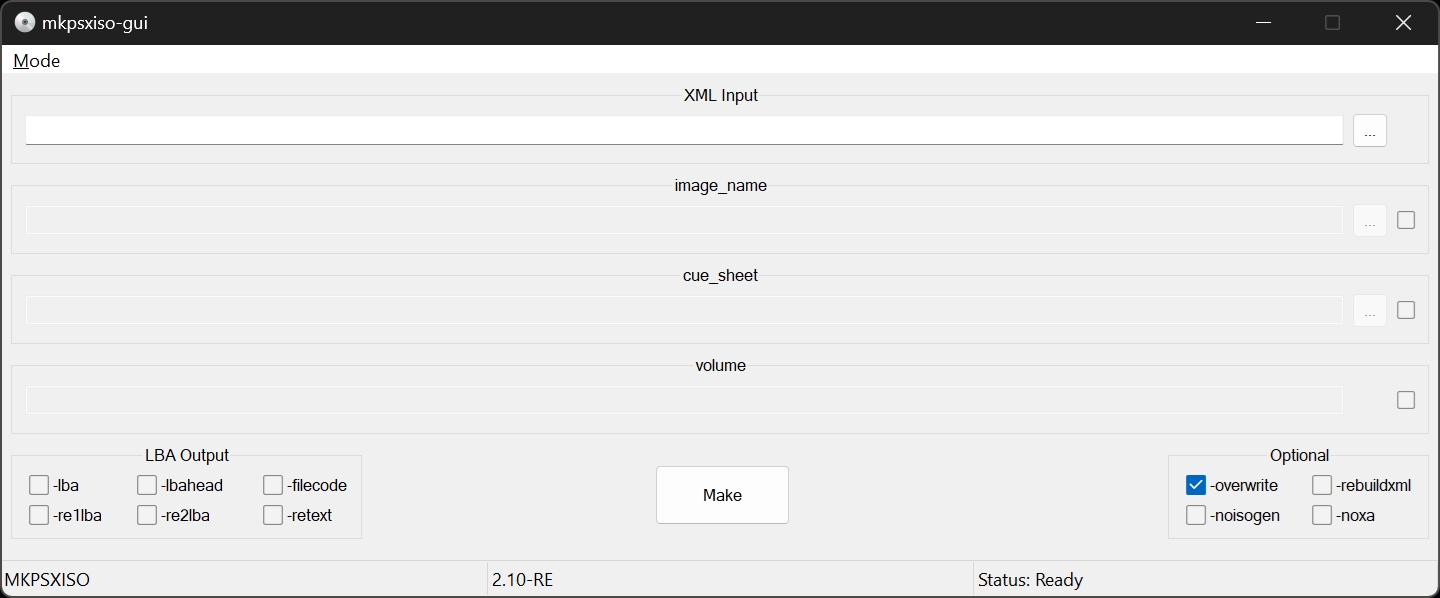 mkpsxiso-gui
Mode
XML Input
...
image_name
...
cue_sheet
...
volume
LBA Output
Optional
-lba -lbahead -filecode
Make
-overwrite -rebuildxml
-re1lba -re2lba -retext
-noisogen -noxa
MKPSXISO 2.10-RE Status: Ready